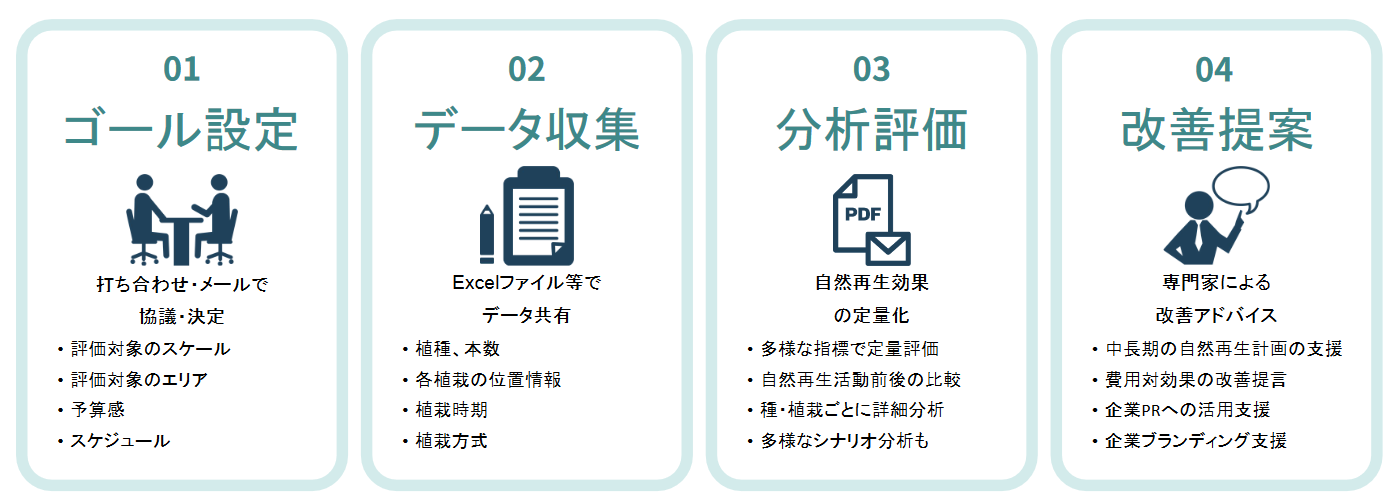 01
ゴール設定
打ち合わせ・メールで
協議・決定
・評価対象のスケール
・評価対象のエリア
・予算感
・スケジュール
02
データ収集
Excelファイル等で
データ共有
・植種、本数
・各植栽の位置情報
・植栽時期
・植栽方式
03
分析評価
PDF
自然再生効果
の定量化
・多様な指標で定量評価
・自然再生活動前後の比較
・種・植栽ごとに詳細分析
・多様なシナリオ分析も
04
改善提案
専門家による
改善アドバイス
・中長期の自然再生計画の支援
・費用対効果の改善提言
・企業PRへの活用支援
・企業ブランディング支援